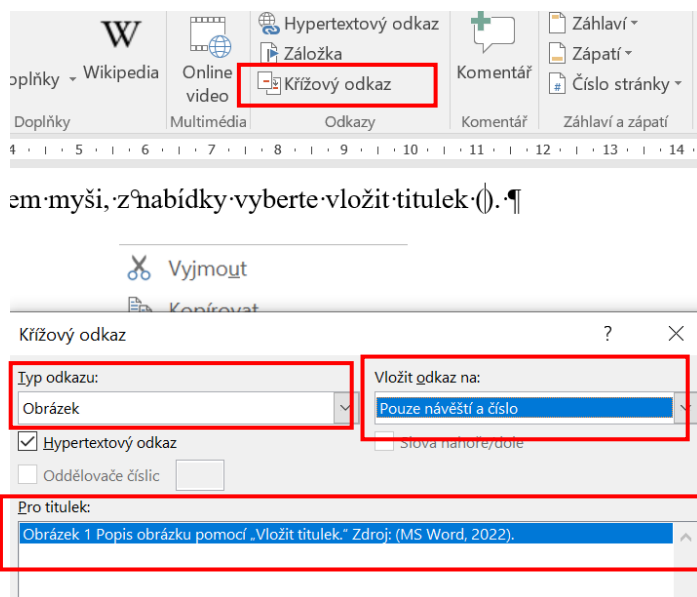 W
Hypertextový odkaz
Záhlaví
Záložka
Zápatí
oplňky
Wikipedia
Online
video
Křížový odkaz
Komentář
# Číslo stránky
Doplňky
Multimédia
Odkazy
Komentář
Záhlaví a zápatí
4 · ı · 5 · ı · 6 · ı · 7 · ı · 8 · ı · 9 · ı · 10 · ı · 11 · ı · 12 · ı · 13 · ı · 14 ·
em·myši,·z°nabídky·vyberte·vložit·titulek·().·¶
Vyjmout
Kopírovat
Křížový odkaz ? ×
Typ odkazu:
Vložit odkaz na:
Obrázek
Pouze návěští a číslo
Hypertextový odkaz
Slova nahoře/dole
Oddělovače číslic
Pro titulek:
Obrázek 1 Popis obrázku pomocí „Vložit titulek.“ Zdroj: (MS Word, 2022).